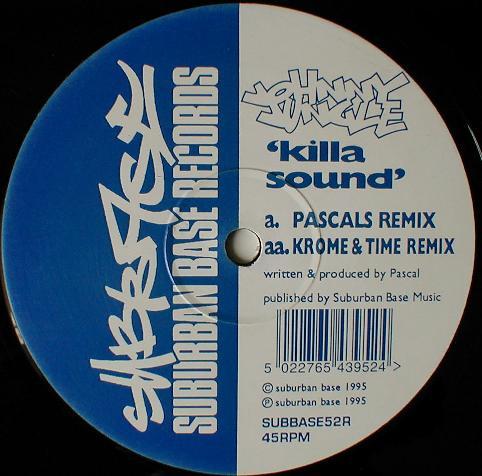 SUBBASE
SUBURBAN BASE RECORDS
JOHNNY
JUNGLE
'killa
sound'
a. PASCALS REMIX
aa. KROME & TIME REMIX
written & produced by Pascal
published by Suburban Base Music
5 022765 439524 >
© suburban base 1995
℗ suburban base 1995
SUBBASE52R
45RPM